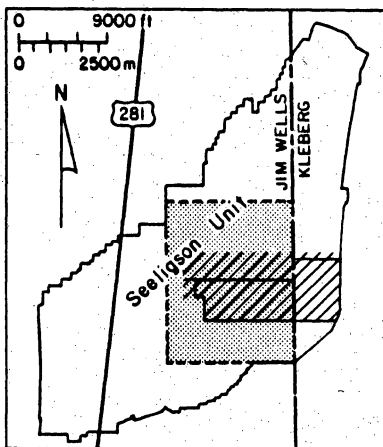 0 9000 ft
0 2500 m
N
281
JIM WELLS
KLEBERG
Seeligson Unit